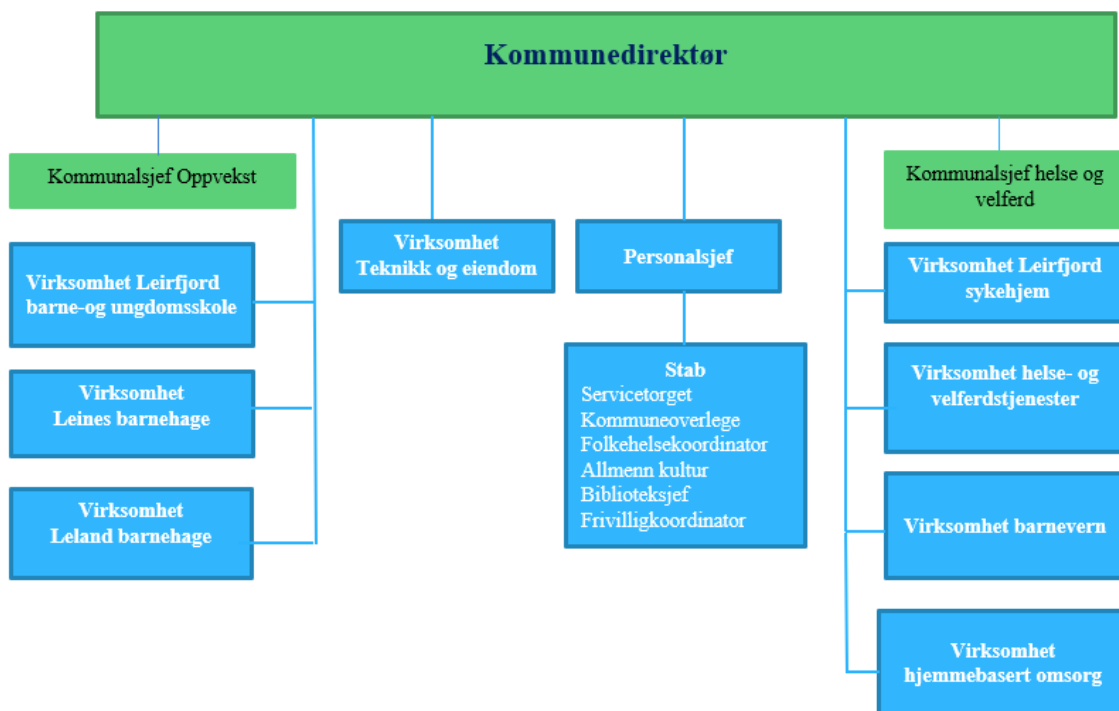 Kommunedirektør
Kommunalsjef Oppvekst
Kommunalsjef helse og
velferd
Virksomhet Leirfjord
barne-og ungdomsskole
Virksomhet
Leines barnehage
Virksomhet
Leland barnehage
Virksomhet
Teknikk og eiendom
Personalsjef
Stab
Servicetorget
Kommuneoverlege
Folkehelsekoordinator
Allmenn kultur
Biblioteksjef
Frivilligkoordinator
Virksomhet Leirfjord
sykehjem
Virksomhet helse- og
velferdstjenester
Virksomhet barnevern
Virksomhet
hjemmebasert omsorg